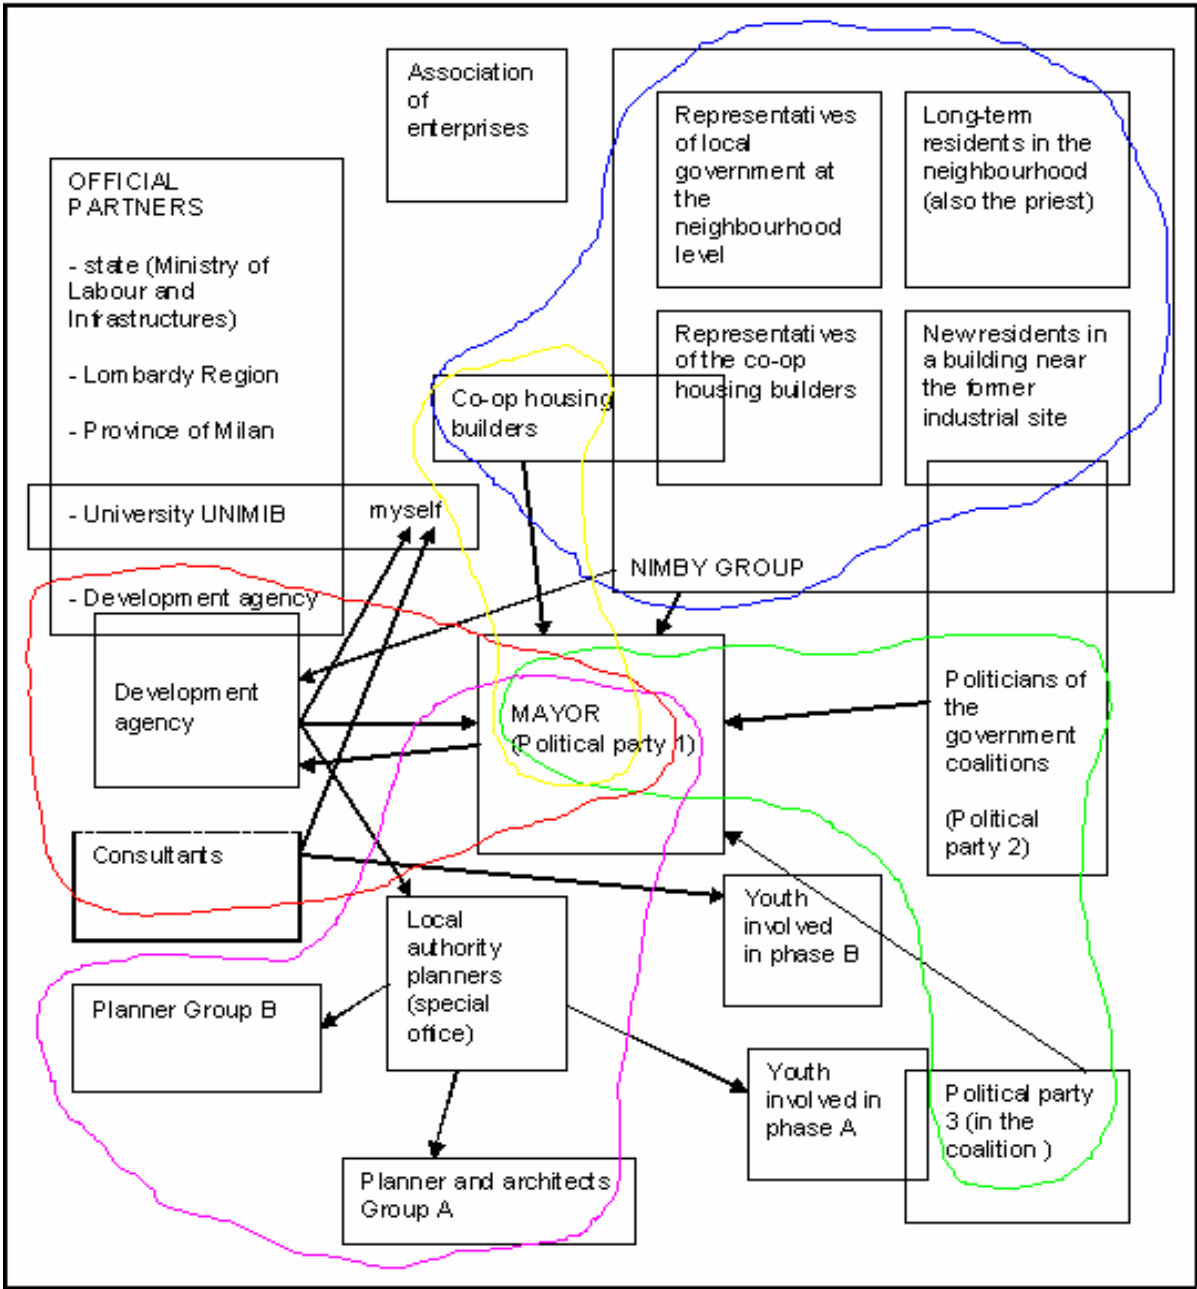 Association
of
enterprises
Representatives
of local
government at
the
neighbourhood
level
Long-term
residents in the
neighbourhood
(also the priest)
OFFICIAL
PARTNERS
- state (Ministry of
Labour and
Infrastructures)
- Lombardy Region
- Province of Milan
- University UNIMIB
myself
- Development agency
Representatives
of the co-op
housing builders
New residents in
a building near
the former
industrial site
Co-op housing
builders
NIMBY GROUP
Development
agency
MAYOR
(Political party 1)
Politicians of
the
government
coalitions
(Political
party 2)
Consultants
Youth
involved
in phase B
Local
authority
planners
(special
office)
Planner Group B
Youth
involved in
phase A
Political party
3 (in the
coalition )
Planner and architects
Group A